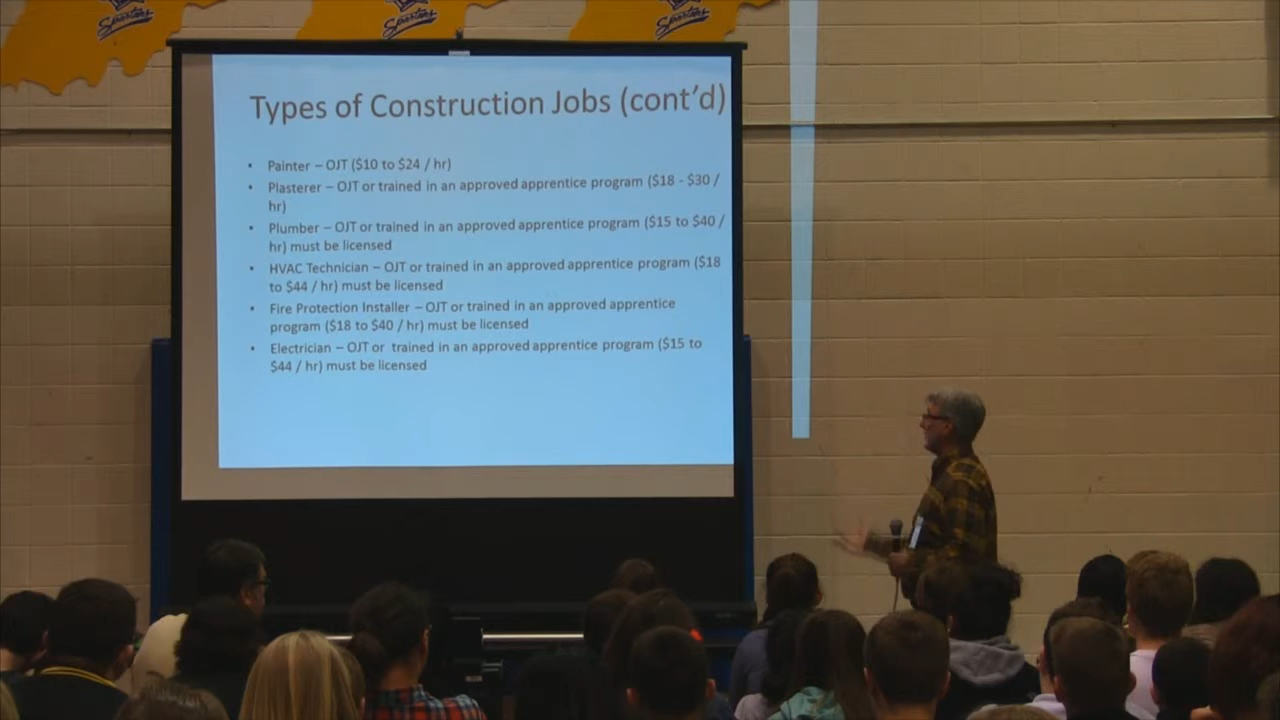 Spartans Spartans Spartans
Types of Construction Jobs (cont'd)
• Painter – OJT ($10 to $24 / hr)
• Plasterer – OJT or trained in an approved apprentice program ($18 - $30 /
hr)
• Plumber – OJT or trained in an approved apprentice program ($15 to $40 /
hr) must be licensed
• HVAC Technician – OJT or trained in an approved apprentice program ($18
to $44 / hr) must be licensed
• Fire Protection Installer – OJT or trained in an approved apprentice
program ($18 to $40 / hr) must be licensed
• Electrician – OJT or trained in an approved apprentice program ($15 to
$44 / hr) must be licensed